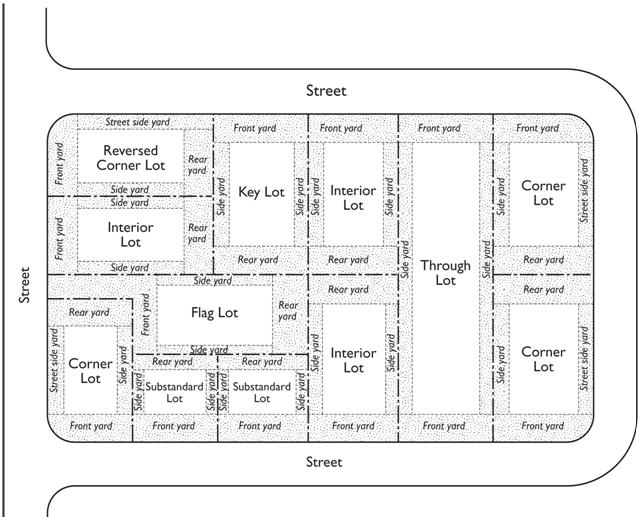 Street
Street side yard
Front yard
Front yard
Front yard
Front yard
Front yard
Reversed
Corner Lot
Rear
yard
Side yard
Side yard
Front yard
Interior
Lot
Rear
yard
Side yard
Side yard
Key Lot
Side yard
Rear yard
Side yard
Interior
Lot
Side yard
Rear yard
Side yard
Through
Lot
Side yard
Side yard
Corner
Lot
Street side yard
Rear yard
Street
Side yard
Front yard
Flag Lot
Rear
yard
Side yard
Rear yard
Street side yard
Corner
Lot
Side yard
Front yard
Rear yard
Side yard
Substandard
Lot
Side yard
Front yard
Rear yard
Side yard
Substandard
Lot
Side yard
Front yard
Rear yard
Side yard
Interior
Lot
Side yard
Front yard
Front yard
Rear yard
Side yard
Corner
Lot
Street side yard
Front yard
Street